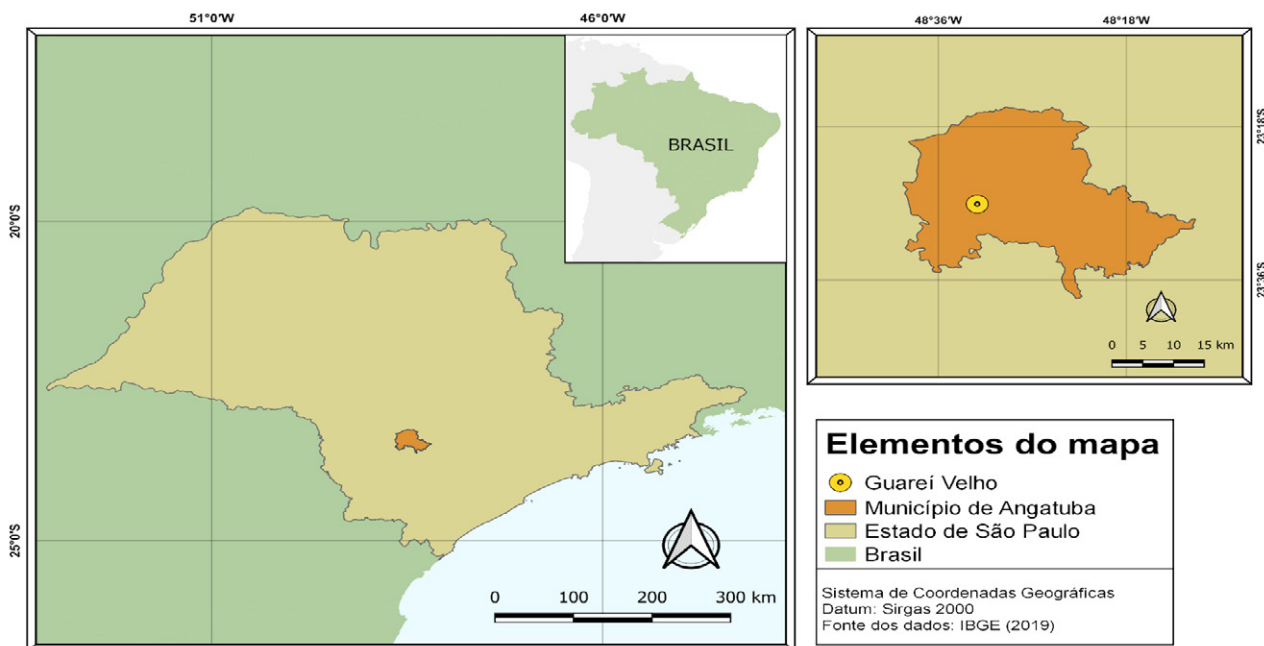 51°0'W
46°0'W
20°0'S
25°0'S
BRASIL
0 100 200 300 km
48°36'W
48°18'W
23°18'S
23°36'S
0 5 10 15 km
Elementos do mapa
Guareí Velho
Município de Angatuba
Estado de São Paulo
Brasil
Sistema de Coordenadas Geográficas
Datum: Sirgas 2000
Fonte dos dados: IBGE (2019)